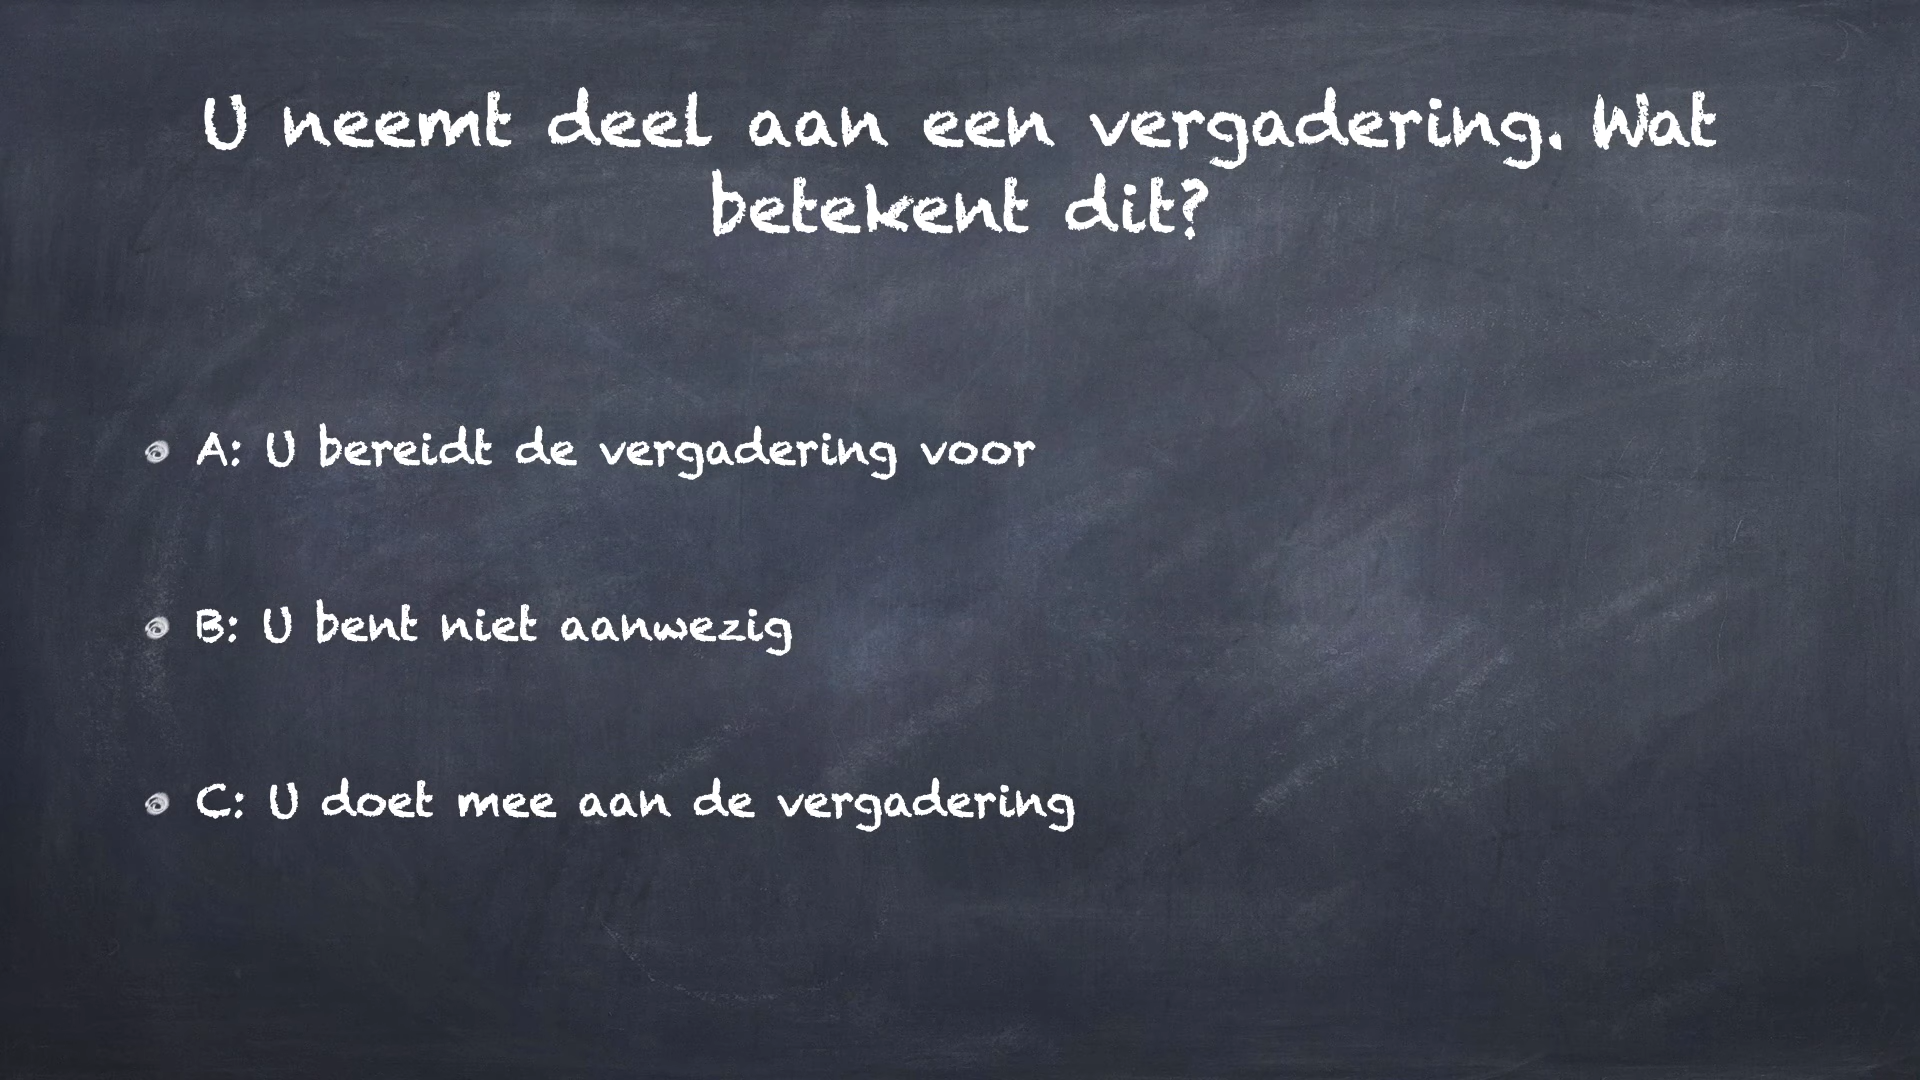 U neemt deel aan een vergadering. Wat
betekent dit?
A: U bereidt de vergadering voor
B: U bent niet aanwezig
C: U doet mee aan de vergadering